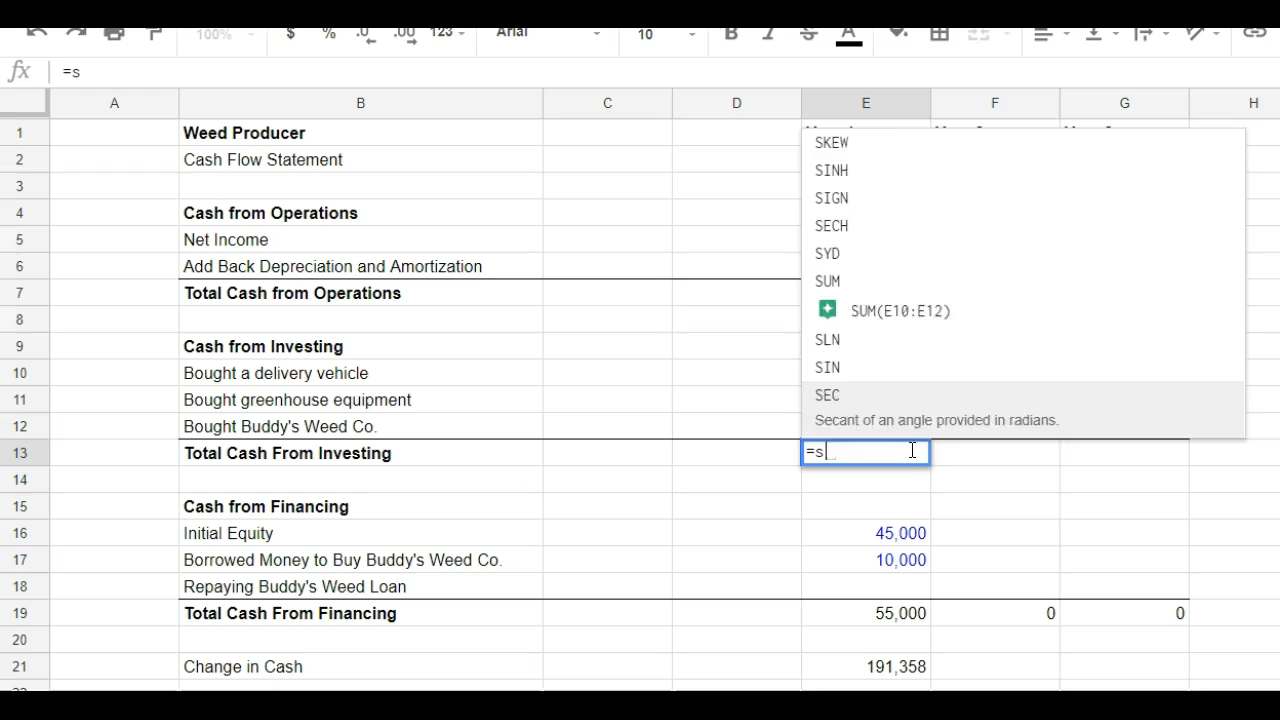 100% $ % .0 .00 123 Arial 10 B I S A
fx =s
A B C D E F G H
1 Weed Producer
2 Cash Flow Statement
3
4 Cash from Operations
5 Net Income
6 Add Back Depreciation and Amortization
7 Total Cash from Operations
8
9 Cash from Investing
10 Bought a delivery vehicle
11 Bought greenhouse equipment
12 Bought Buddy's Weed Co.
SKEW
SINH
SIGN
SECH
SYD
SUM
SUM(E10:E12)
SLN
SIN
SEC
Secant of an angle provided in radians.
13 Total Cash From Investing =s
14
15 Cash from Financing
16 Initial Equity 45,000
17 Borrowed Money to Buy Buddy's Weed Co. 10,000
18 Repaying Buddy's Weed Loan
19 Total Cash From Financing 55,000 0 0
20
21 Change in Cash 191,358